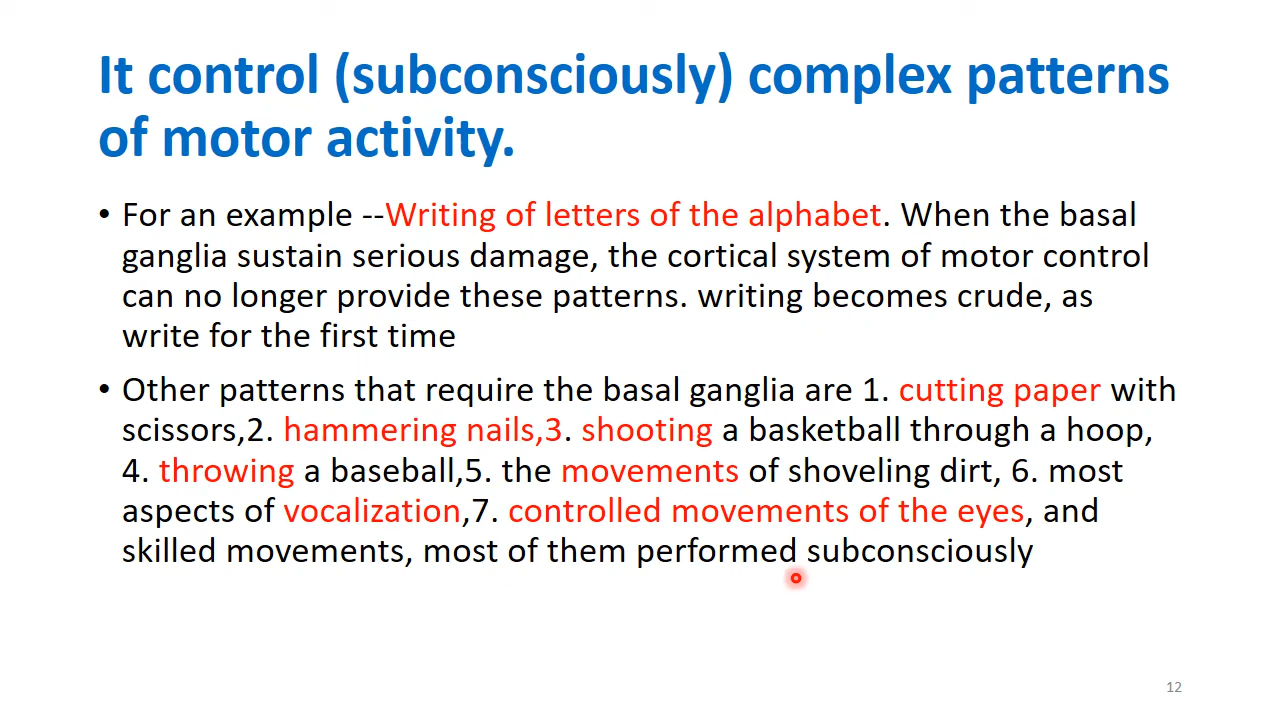 It control (subconsciously) complex patterns
of motor activity.
• For an example --Writing of letters of the alphabet. When the basal
ganglia sustain serious damage, the cortical system of motor control
can no longer provide these patterns. writing becomes crude, as
write for the first time
• Other patterns that require the basal ganglia are 1. cutting paper with
scissors,2. hammering nails,3. shooting a basketball through a hoop,
4. throwing a baseball,5. the movements of shoveling dirt, 6. most
aspects of vocalization,7. controlled movements of the eyes, and
skilled movements, most of them performed subconsciously
12